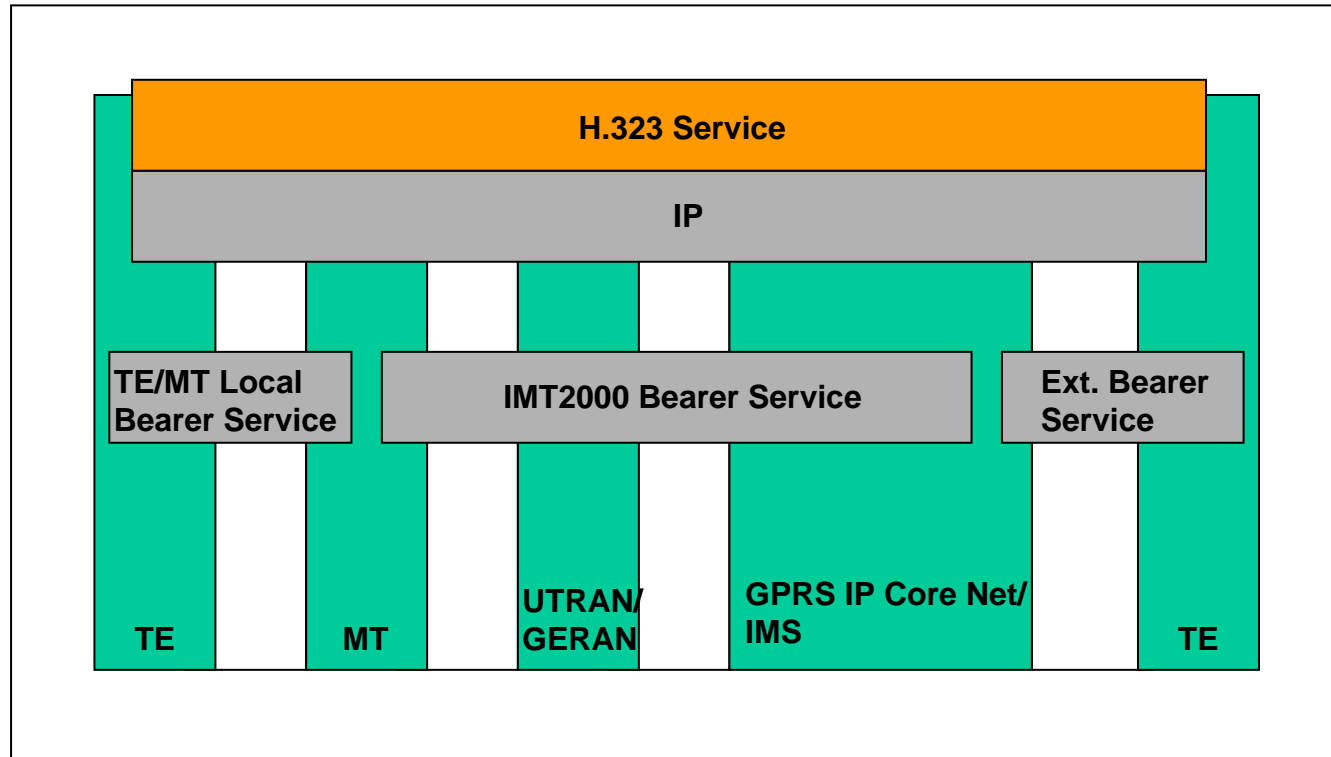 H.323 Service
IP
TE/MT Local
Bearer Service
IMT2000 Bearer Service
Ext. Bearer
Service
TE
MT
UTRAN/
GERAN
GPRS IP Core Net/
IMS
TE